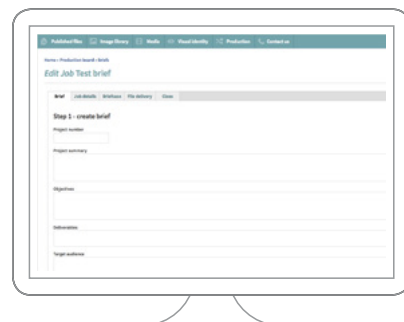 Published files Image library Media Visual identity Production Contact us
Home › Production board › Briefs
Edit Job Test brief
Brief Job details Briefcase File delivery Close
Step 1 - create brief
Project number
Project summary
Objectives
Deliverables
Target audience